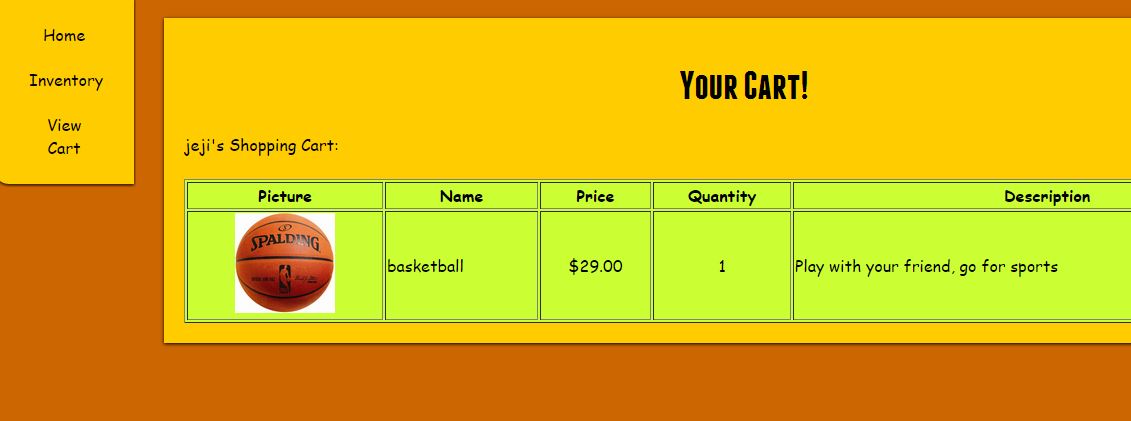 Home
Inventory
View
Cart
Your Cart!
jeji's Shopping Cart:
Picture Name Price Quantity Description
SPALDING
basketball $29.00 1 Play with your friend, go for sports